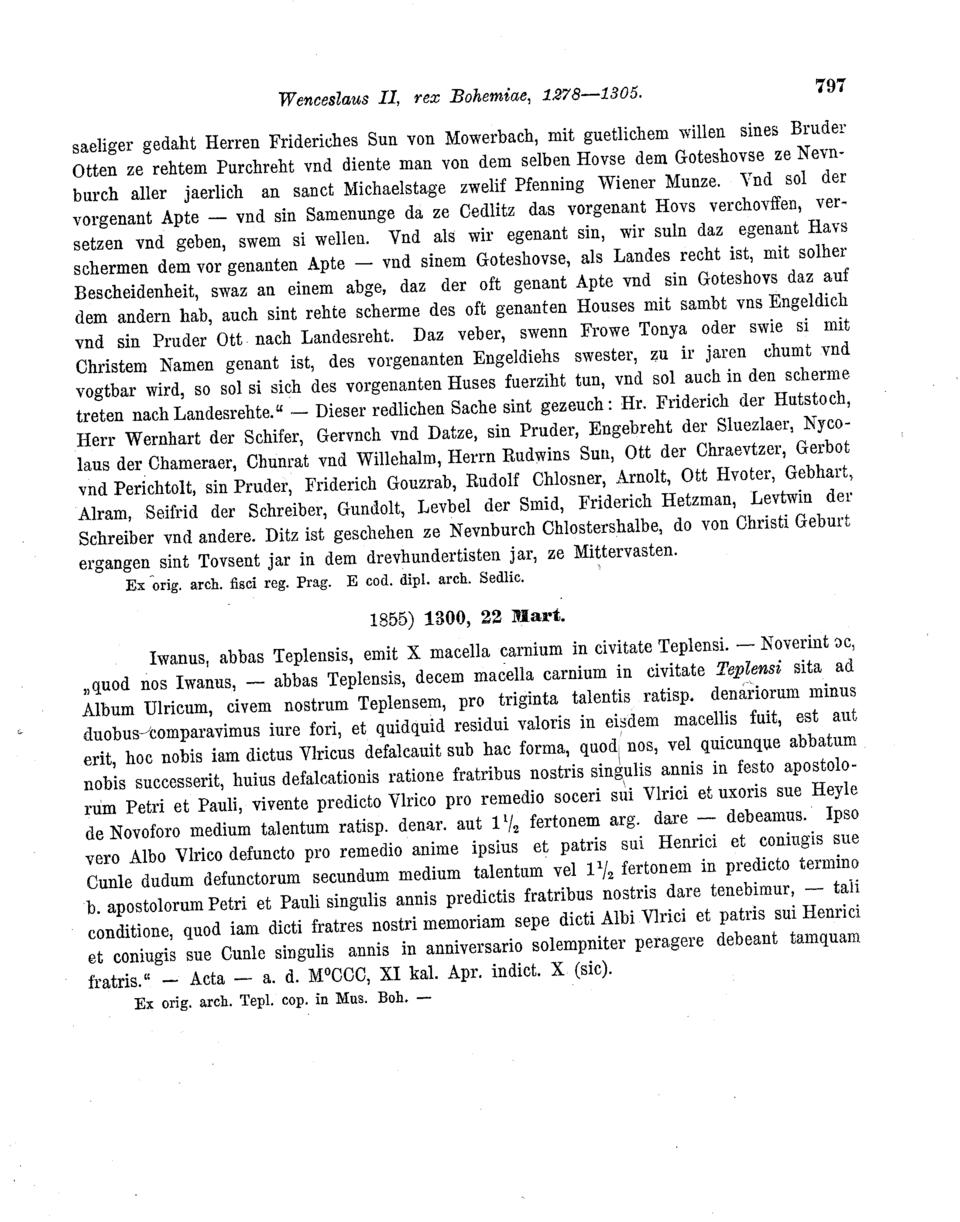 Wenceslaus II, rex Bohemiae, 1278—1305. 797
saeliger gedaht Herren Frideriches Sun von Mowerbach, mit guetlichem willen sines Bruder
Otten ze rehtem Purchreht vnd diente man von dem selben Hovse dem Goteshovse ze Nevn-
burch aller jaerlich an sanct Michaelstage zwelif Pfenning Wiener Munze. Vnd sol der
vorgenant Apte — vnd sin Samenunge da ze Cedlitz das vorgenant Hovs verchovffen, ver-
setzen vnd geben, swem si wellen. Vnd als wir egenant sin, wir suln daz egenant Havs
schermen dem vor genanten Apte — vnd sinem Goteshovse, als Landes recht ist, mit solher
Bescheidenheit, swaz an einem abge, daz der oft genant Apte vnd sin Goteshovs daz auf
dem andern hab, auch sint rehte scherme des oft genanten Houses mit sambt vns Engeldich
vnd sin Pruder Ott nach Landesreht. Daz veber, swenn Frowe Tonya oder swie si mit
Christem Namen genant ist, des vorgenanten Engeldiehs swester, zu ir jaren chumt vnd
vogtbar wird, so sol si sich des vorgenanten Huses fuerziht tun, vnd sol auch in den scherme
treten nach Landesrehte.“ — Dieser redlichen Sache sint gezeuch: Hr. Friderich der Hutstoch,
Herr Wernhart der Schifer, Gervnch vnd Datze, sin Pruder, Engebreht der Sluezlaer, Nyco-
laus der Chameraer, Chunrat vnd Willehalm, Herrn Rudwins Sun, Ott der Chraevtzer, Gerbot
vnd Perichtolt, sin Pruder, Friderich Gouzrab, Rudolf Chlosner, Arnolt, Ott Hvoter, Gebhart,
Alram, Seifrid der Schreiber, Gundolt, Levbel der Smid, Friderich Hetzman, Levtwin der
Schreiber vnd andere. Ditz ist geschehen ze Nevnburch Chlostershalbe, do von Christi Geburt
ergangen sint Tovsent jar in dem drevhundertisten jar, ze Mittervasten.
Ex orig. arch. fisci reg. Prag. E cod. dipl. arch. Sedlic.
1855) 1300, 22 Mart.
Iwanus, abbas Teplensis, emit X macella carnium in civitate Teplensi. — Noverint ꝛc,
„quod nos Iwanus, — abbas Teplensis, decem macella carnium in civitate Teplensi sita ad
Album Ulricum, civem nostrum Teplensem, pro triginta talentis ratisp. denariorum minus
duobus comparavimus iure fori, et quidquid residui valoris in eisdem macellis fuit, est aut
erit, hoc nobis iam dictus Vlricus defalcauit sub hac forma, quod nos, vel quicunque abbatum
nobis successerit, huius defalcationis ratione fratribus nostris singulis annis in festo apostolo-
rum Petri et Pauli, vivente predicto Vlrico pro remedio soceri sui Vlrici et uxoris sue Heyle
de Novoforo medium talentum ratisp. denar. aut 1 1/2 fertonem arg. dare — debeamus. Ipso
vero Albo Vlrico defuncto pro remedio anime ipsius et patris sui Henrici et coniugis sue
Cunle dudum defunctorum secundum medium talentum vel 1 1/2 fertonem in predicto termino
b. apostolorum Petri et Pauli singulis annis predictis fratribus nostris dare tenebimur, — tali
conditione, quod iam dicti fratres nostri memoriam sepe dicti Albi Vlrici et patris sui Henrici
et coniugis sue Cunle singulis annis in anniversario solempniter peragere debeant tamquam
fratris.“ — Acta — a. d. M⁰CCC, XI kal. Apr. indict. X (sic).
Ex orig. arch. Tepl. cop. in Mus. Boh. —